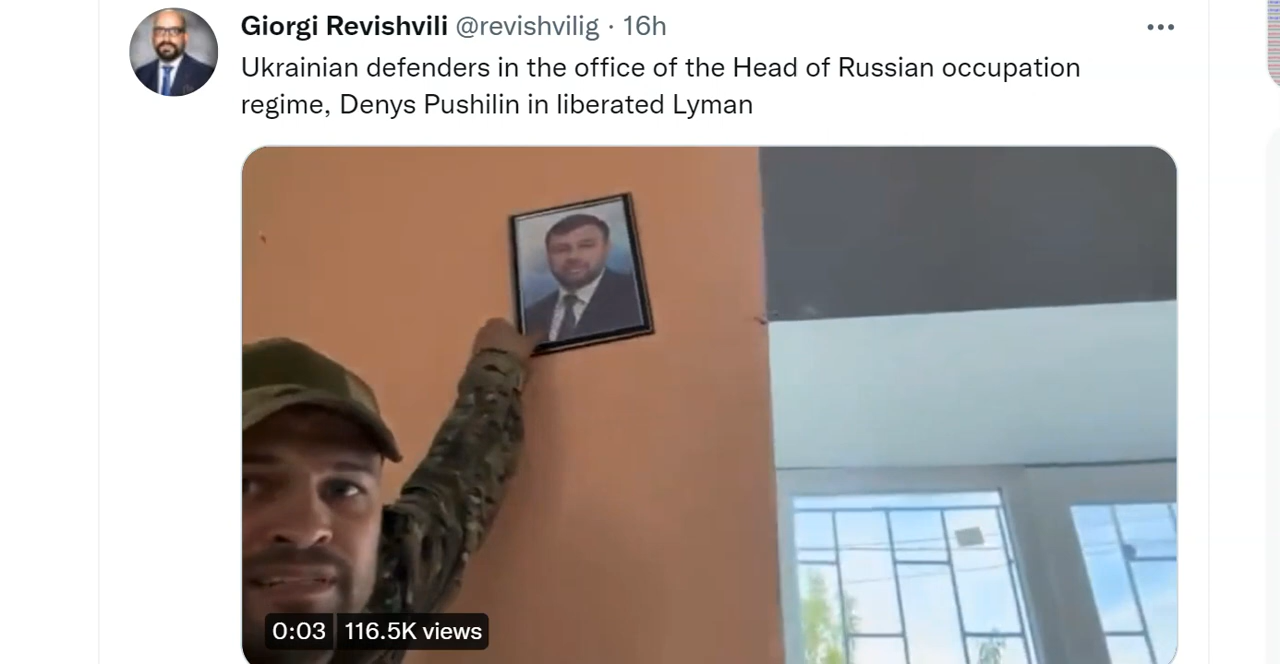 Giorgi Revishvili @revishvilig · 16h
Ukrainian defenders in the office of the Head of Russian occupation
regime, Denys Pushilin in liberated Lyman
0:03 116.5K views